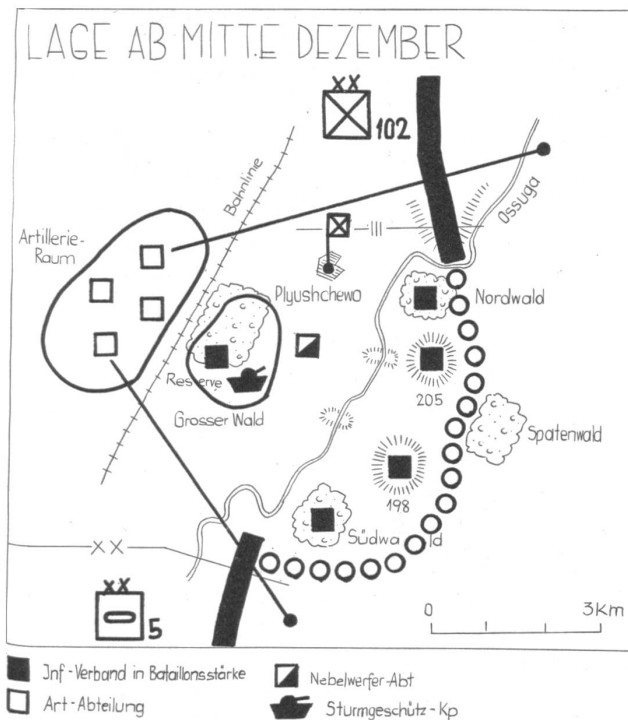 LAGE AB MITTE DEZEMBER
XX
102
Bahnlinie
Ossuga
Artillerie-
Raum
III
Plyushchewo
Nordwald
Reserve
205
Grosser Wald
Spatenwald
198
Südwald
XX
XX
5
0 3Km
Inf-Verband in Bataillonsstärke
Nebelwerfer-Abt
Art-Abteilung
Sturmgeschütz-Kp